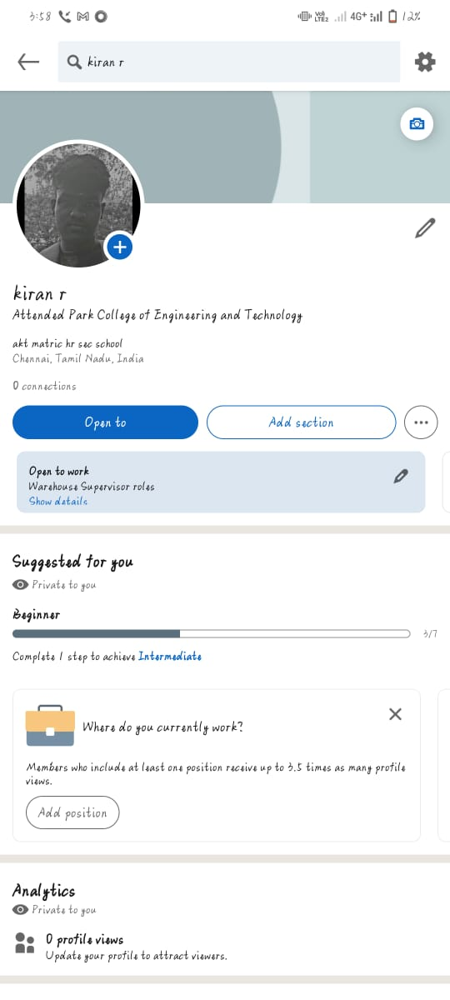 3:58
VoI) LTE2 4G+ 12%
kiran r
kiran r
Attended Park College of Engineering and Technology
akt matric hr sec school
Chennai, Tamil Nadu, India
0 connections
Open to
Add section
Open to work
Warehouse Supervisor roles
Show details
Suggested for you
Private to you
Beginner
3/7
Complete 1 step to achieve Intermediate
Where do you currently work?
Members who include at least one position receive up to 3.5 times as many profile
views.
Add position
Analytics
Private to you
0 profile views
Update your profile to attract viewers.